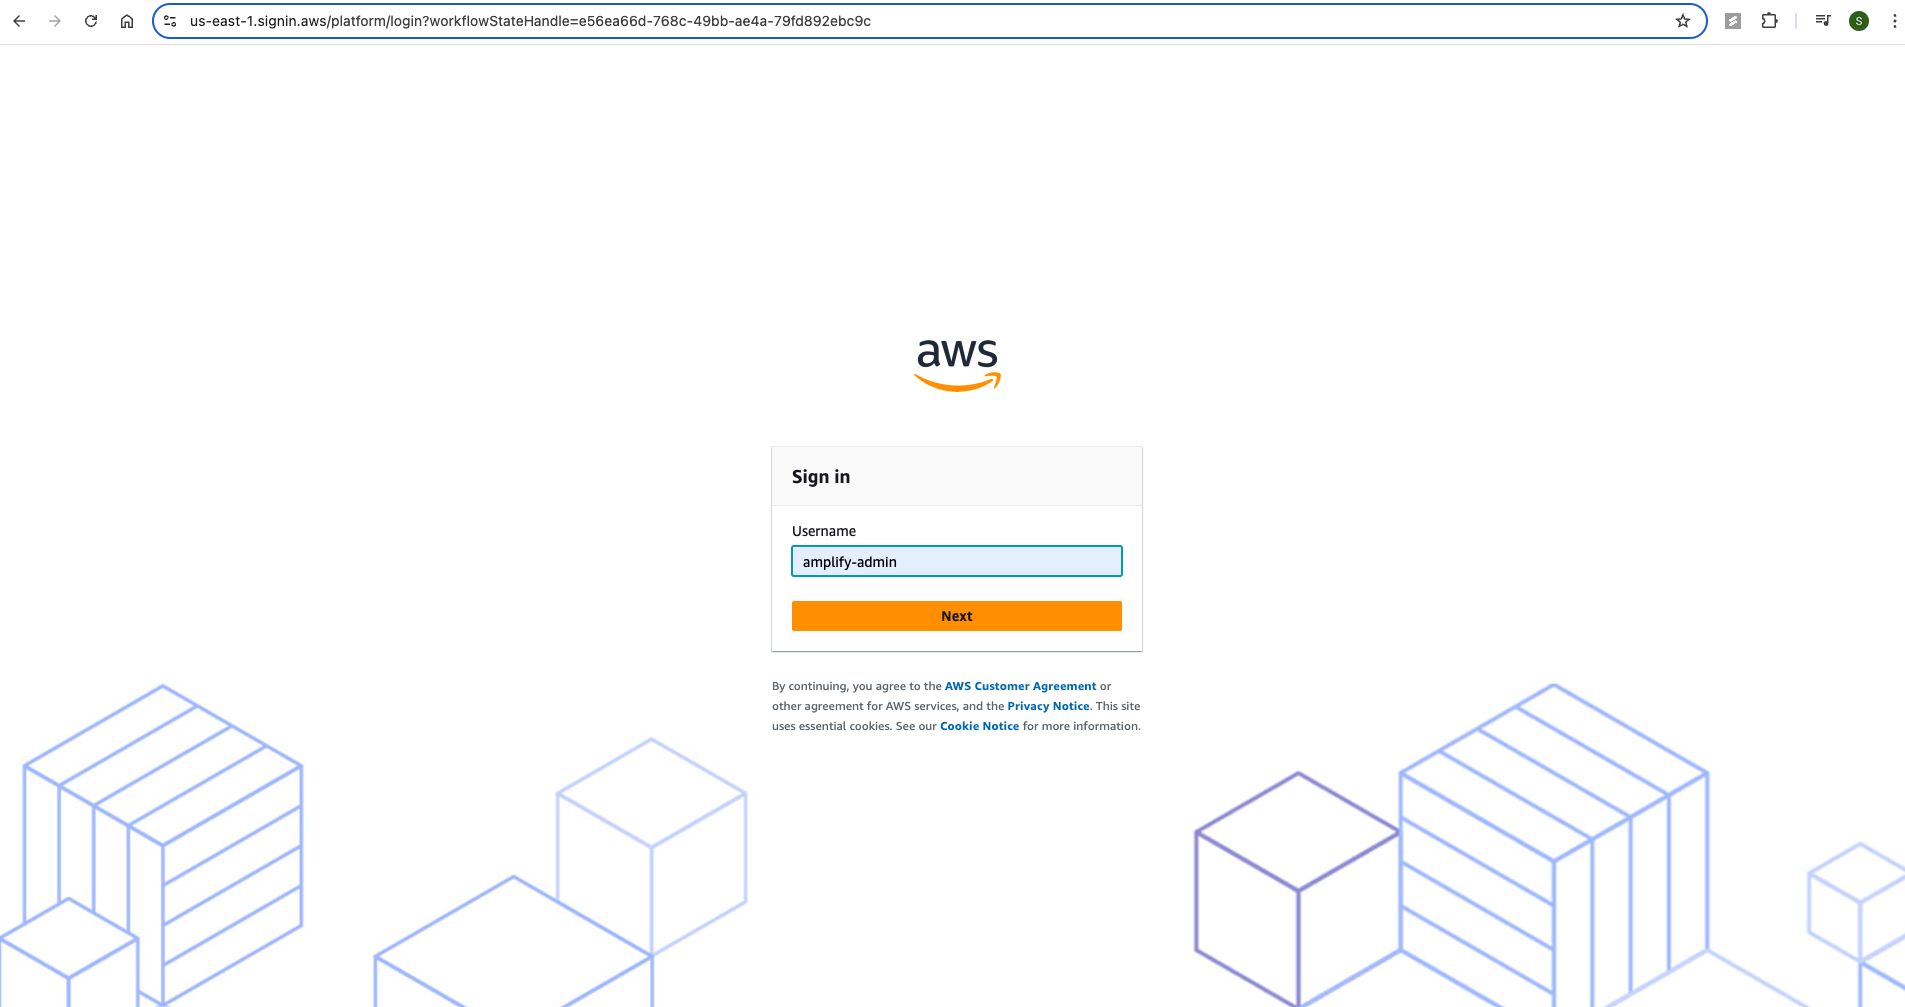 us-east-1.signin.aws/platform/login?workflowStateHandle=e56ea66d-768c-49bb-ae4a-79fd892ebc9c
S
aws
Sign in
Username
amplify-admin
Next
By continuing, you agree to the AWS Customer Agreement or
other agreement for AWS services, and the Privacy Notice. This site
uses essential cookies. See our Cookie Notice for more information.